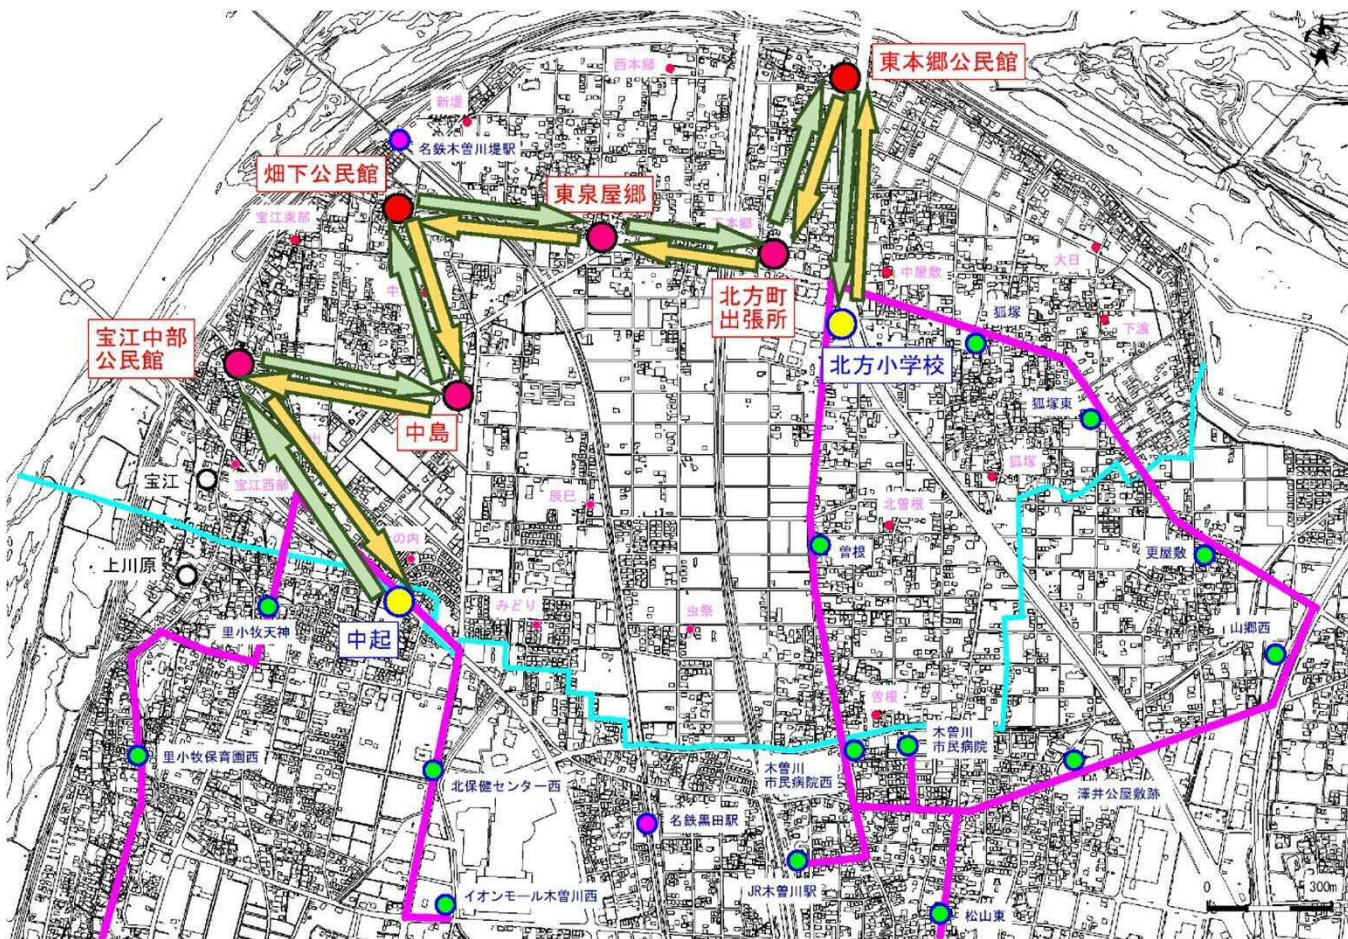 東本郷公民館
西本郷
新堤
名鉄木曽川堤駅
畑下公民館
東泉屋郷
宝江東部
下本郷
大日
中屋敷
北方町
出張所
狐塚
下渡
宝江中部
公民館
北方小学校
中島
狐塚東
宝江
宝江西部
狐塚
辰巳
北曽根
の内
曽根
更屋敷
上川原
みどり
虫祭
里小牧天神
中起
山郷西
曽根
里小牧保育園西
北保健センター西
木曽川
市民病院西
木曽川
市民病院
澤井公屋敷跡
名鉄黒田駅
イオンモール木曽川西
JR木曽川駅
松山東
0 300m